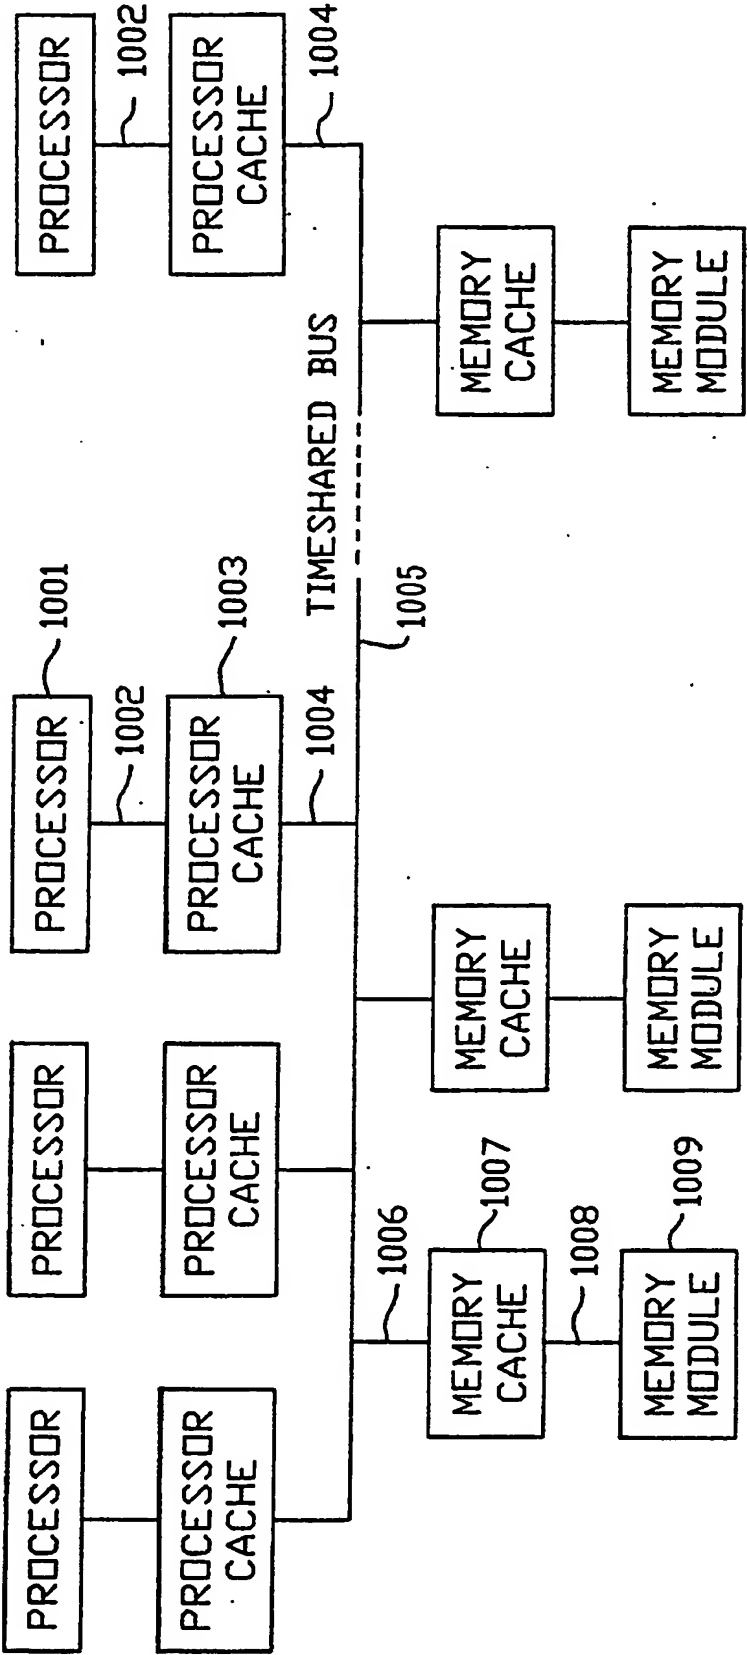 PROCESSOR
PROCESSOR
PROCESSOR
1001
PROCESSOR
1002
1002
PROCESSOR
CACHE
PROCESSOR
CACHE
PROCESSOR
CACHE
1003
PROCESSOR
CACHE
1004
TIMESHARED BUS
1004
1006
1005
MEMORY
CACHE
1007
MEMORY
CACHE
MEMORY
CACHE
1008
MEMORY
MODULE
1009
MEMORY
MODULE
MEMORY
MODULE